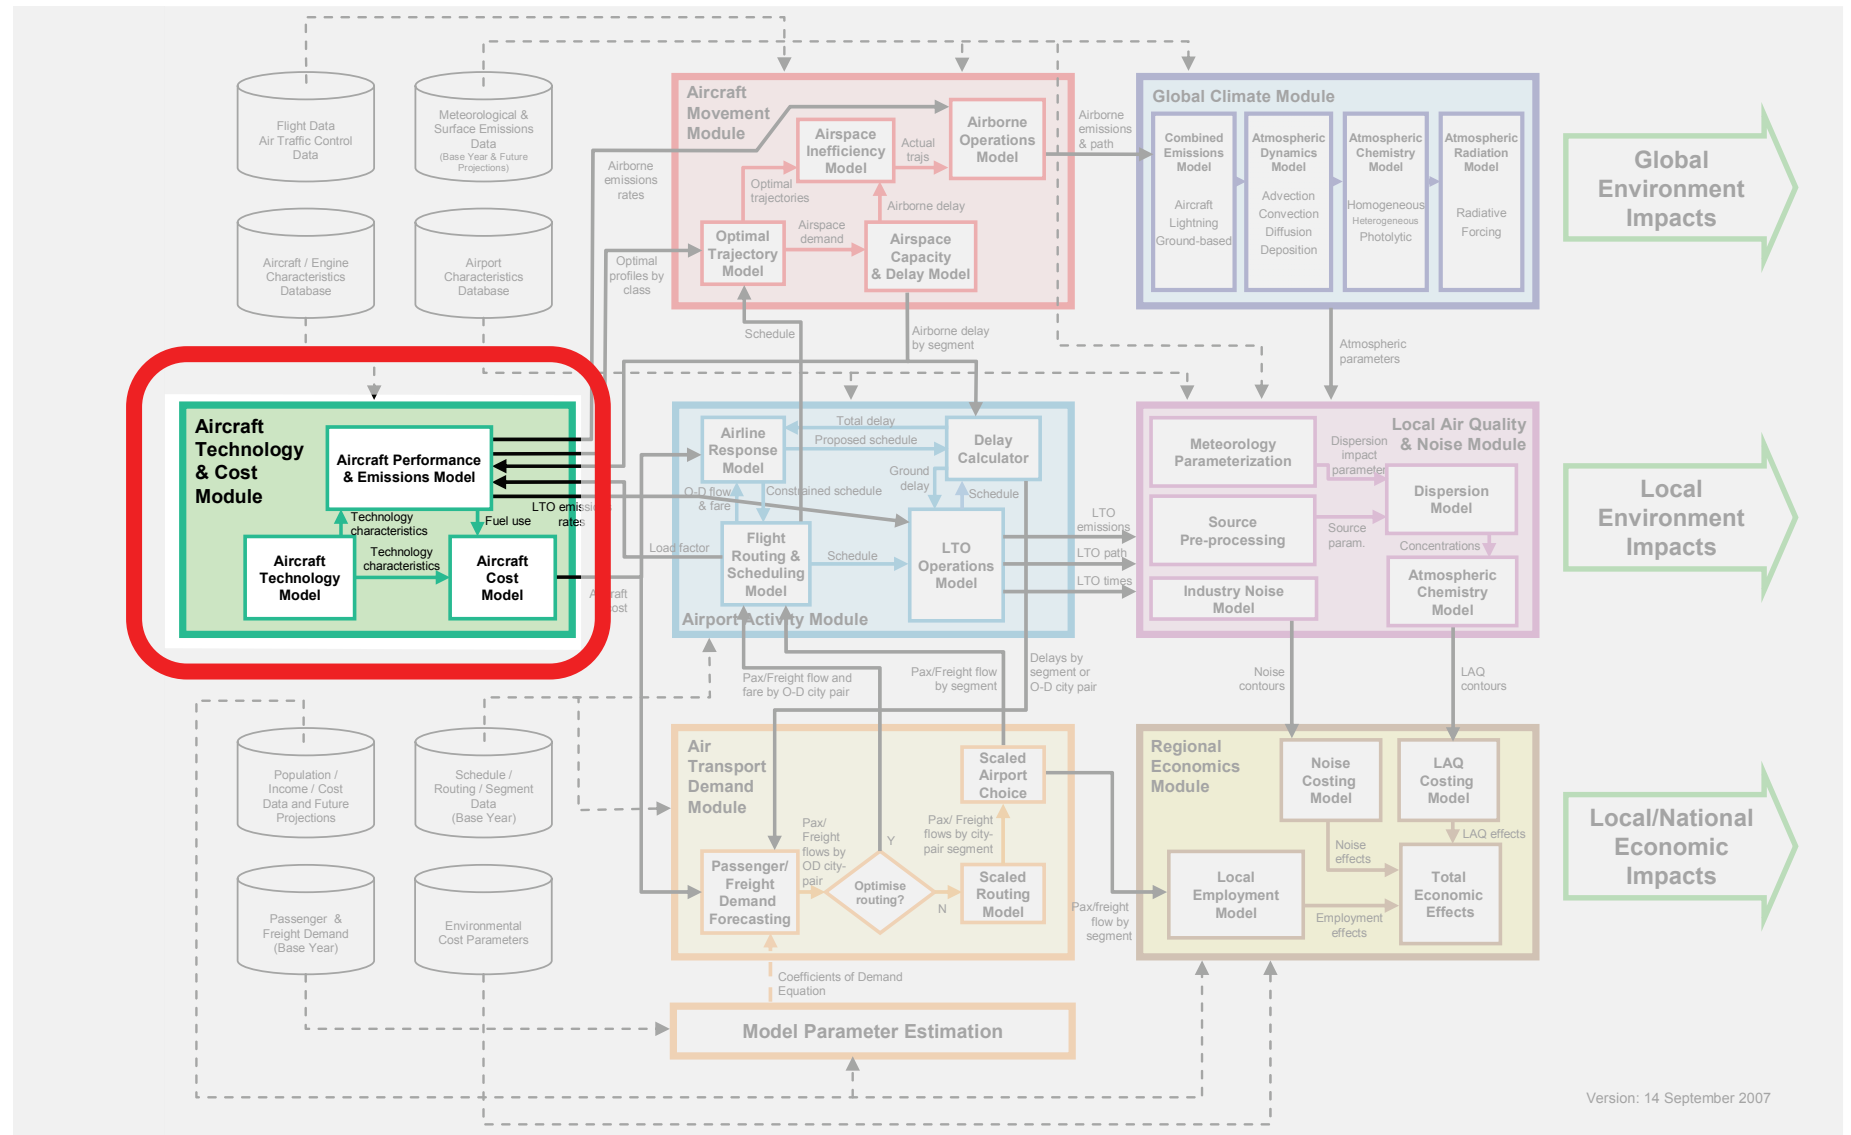 Flight Data
Air Traffic Control
Data
Meteorological &
Surface Emissions
Data
(Base Year & Future
Projections)
Aircraft / Engine
Characteristics
Database
Airport
Characteristics
Database
Aircraft
Movement
Module
Airspace
Inefficiency
Model
Actual
trajs
Airborne
Operations
Model
Optimal
trajectories
Airborne delay
Optimal
Trajectory
Model
Airspace
demand
Airspace
Capacity
& Delay Model
Airborne
emissions
rates
Optimal
profiles by
class
Airborne
emissions
& path
Schedule
Airborne delay
by segment
Global Climate Module
Combined
Emissions
Model
Aircraft
Lightning
Ground-based
Atmospheric
Dynamics
Model
Advection
Convection
Diffusion
Deposition
Atmospheric
Chemistry
Model
Homogeneous
Heterogeneous
Photolytic
Atmospheric
Radiation
Model
Radiative
Forcing
Atmospheric
parameters
Global
Environment
Impacts
Aircraft
Technology
& Cost
Module
Aircraft Performance
& Emissions Model
Technology
characteristics
Fuel use
LTO emissions
rates
Aircraft
Technology
Model
Technology
characteristics
Aircraft
Cost
Model
Aircraft
cost
Load factor
Airline
Response
Model
Total delay
Proposed schedule
Delay
Calculator
O-D flow
& fare
Constrained schedule
Ground
delay
Schedule
Flight
Routing &
Scheduling
Model
Schedule
LTO
Operations
Model
Airport Activity Module
LTO
emissions
LTO path
LTO times
Local Air Quality
& Noise Module
Meteorology
Parameterization
Dispersion
impact
parameter
Dispersion
Model
Source
Pre-processing
Source
param.
Concentrations
Industry Noise
Model
Atmospheric
Chemistry
Model
Local
Environment
Impacts
Pax/Freight flow and
fare by O-D city pair
Pax/Freight flow
by segment
Delays by
segment or
O-D city pair
Noise
contours
LAQ
contours
Population /
Income / Cost
Data and Future
Projections
Schedule /
Routing / Segment
Data
(Base Year)
Passenger &
Freight Demand
(Base Year)
Environmental
Cost Parameters
Air
Transport
Demand
Module
Scaled
Airport
Choice
Pax/
Freight
flows by
OD city-
pair
Y
Pax/ Freight
flows by city-
pair segment
Passenger/
Freight
Demand
Forecasting
Optimise
routing?
N
Scaled
Routing
Model
Coefficients of Demand
Equation
Model Parameter Estimation
Pax/freight
flow by
segment
Regional
Economics
Module
Noise
Costing
Model
LAQ
Costing
Model
LAQ effects
Noise
effects
Local
Employment
Model
Employment
effects
Total
Economic
Effects
Local/National
Economic
Impacts
Version: 14 September 2007